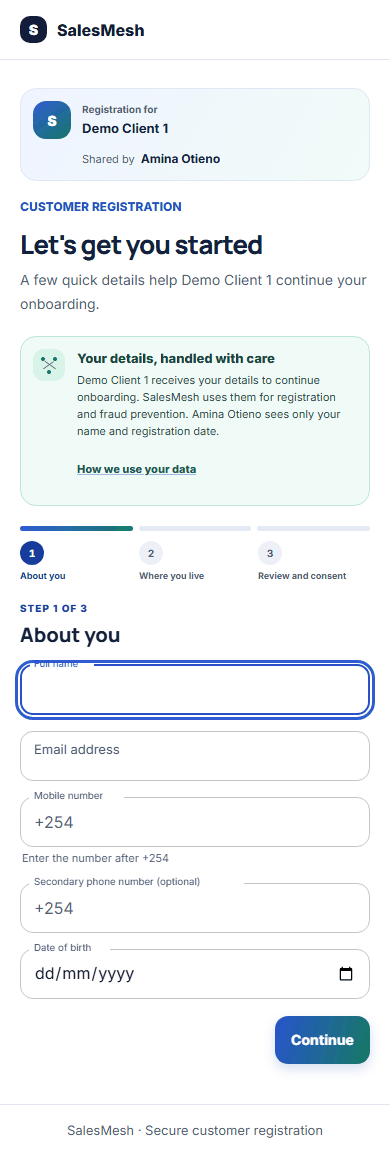 S SalesMesh
S
Registration for
Demo Client 1
Shared by Amina Otieno
CUSTOMER REGISTRATION
Let's get you started
A few quick details help Demo Client 1 continue your
onboarding.
Your details, handled with care
Demo Client 1 receives your details to continue
onboarding. SalesMesh uses them for registration
and fraud prevention. Amina Otieno sees only your
name and registration date.
How we use your data
1 2 3
About you Where you live Review and consent
STEP 1 OF 3
About you
Full name
Email address
Mobile number
+254
Enter the number after +254
Secondary phone number (optional)
+254
Date of birth
dd/mm/yyyy
Continue
SalesMesh · Secure customer registration